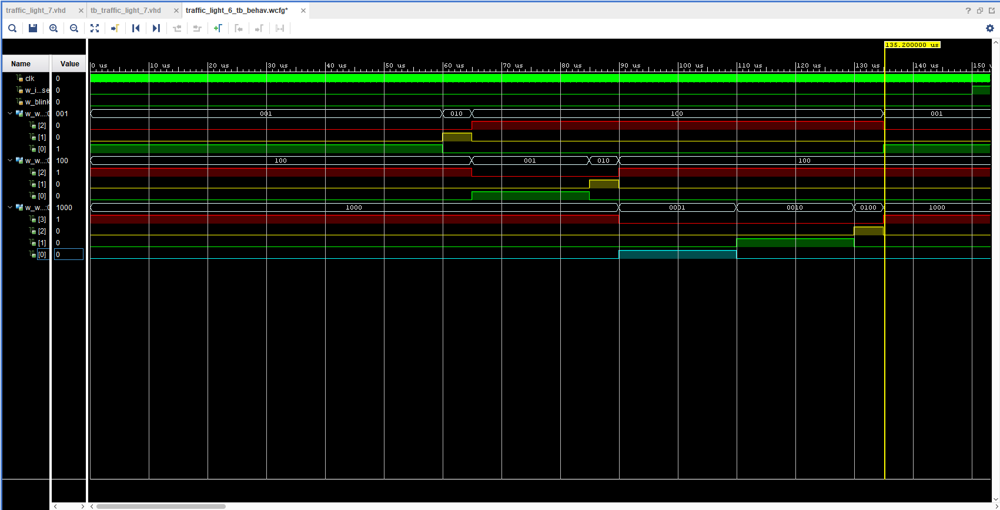 traffic_light_7.vhd × tb_traffic_light_7.vhd × traffic_light_6_tb_behav.wcfg* ×
135.200000 us
Name Value
0 us 10 us 20 us 30 us 40 us 50 us 60 us 70 us 80 us 90 us 100 us 110 us 120 us 130 us 140 us 150
clk 0
w_i...se 0
w_blink 0
w_w...:0 001 001 010 100 001
[2] 0
[1] 0
[0] 1
w_w...:0 100 100 001 010 100
[2] 1
[1] 0
[0] 0
w_w...:0 1000 1000 0001 0010 0100 1000
[3] 1
[2] 0
[1] 0
[0] 0